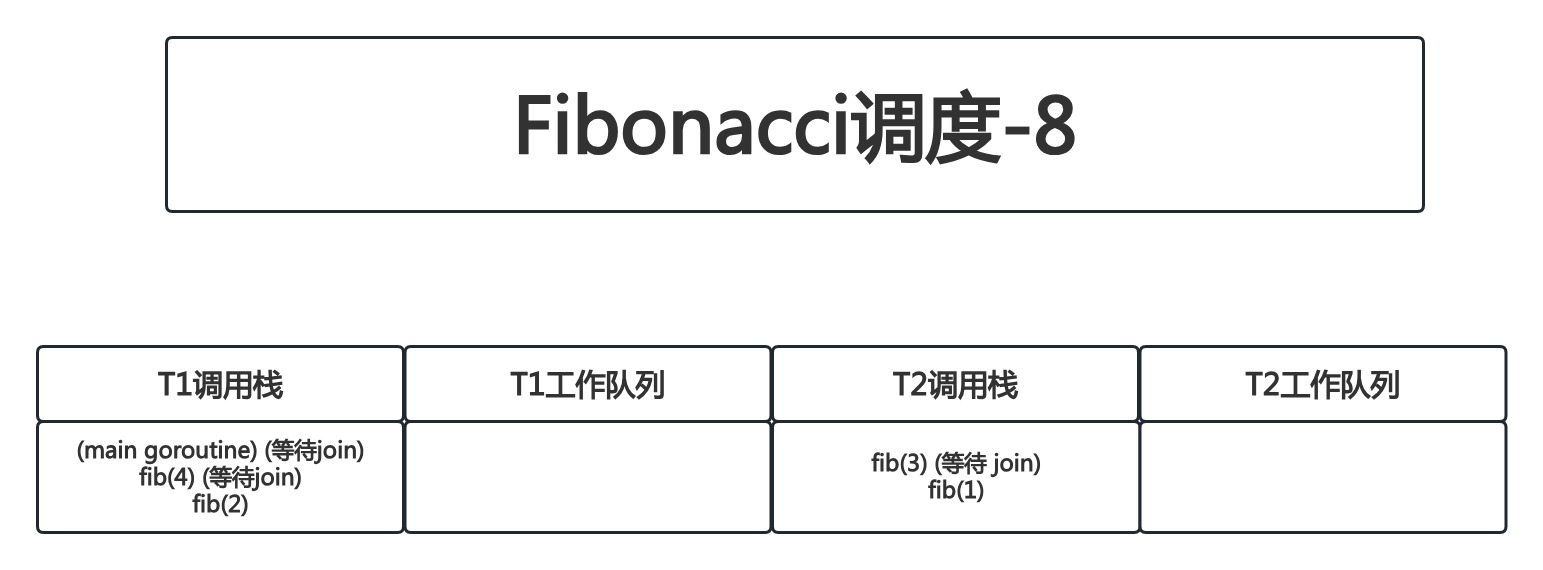 Fibonacci调度-8
T1调用栈
T1工作队列
T2调用栈
T2工作队列
(main goroutine) (等待join)
fib(4) (等待join)
fib(2)
fib(3) (等待 join)
fib(1)